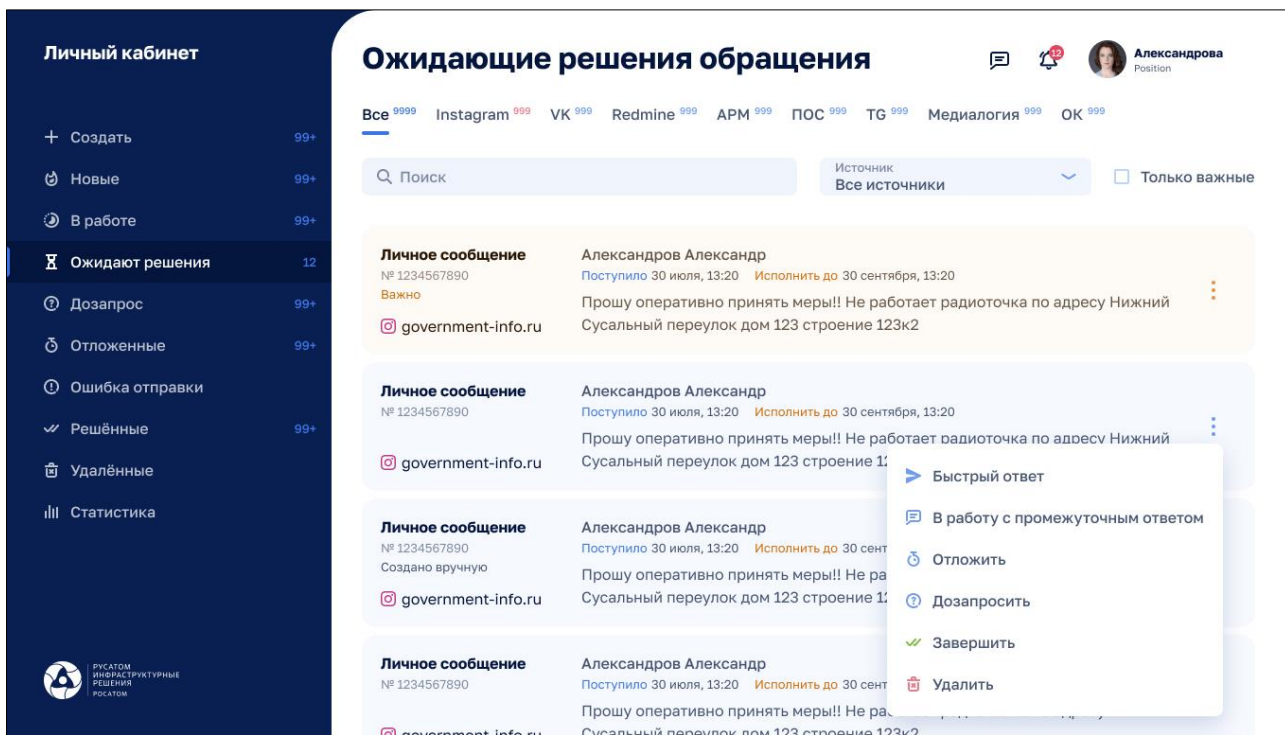 Личный кабинет
+ Создать 99+
Новые 99+
В работе 99+
Ожидают решения 12
Дозапрос 99+
Отложенные 99+
Ошибка отправки
Решённые 99+
Удалённые
Статистика
РУСАТОМ
ИНФРАСТРУКТУРНЫЕ
РЕШЕНИЯ
РОСАТОМ
Ожидающие решения обращения
12
Александрова
Position
Все 9999 Instagram 999 VK 999 Redmine 999 АРМ 999 ПОС 999 TG 999 Медиалогия 999 ОК 999
Поиск
Источник
Все источники
Только важные
Личное сообщение
№ 1234567890
Важно
government-info.ru
Александров Александр
Поступило 30 июля, 13:20 Исполнить до 30 сентября, 13:20
Прошу оперативно принять меры!! Не работает радиоточка по адресу Нижний
Сусальный переулок дом 123 строение 123к2
Личное сообщение
№ 1234567890
government-info.ru
Александров Александр
Поступило 30 июля, 13:20 Исполнить до 30 сентября, 13:20
Прошу оперативно принять меры!! Не работает радиоточка по адресу Нижний
Сусальный переулок дом 123 строение
Быстрый ответ
В работу с промежуточным ответом
Отложить
Дозапросить
Завершить
Удалить
Личное сообщение
№ 1234567890
Создано вручную
government-info.ru
Александров Александр
Поступило 30 июля, 13:20 Исполнить до 30 сент
Прошу оперативно принять меры!! Не ра
Сусальный переулок дом 123 строение
Личное сообщение
№ 1234567890
government-info.ru
Александров Александр
Поступило 30 июля, 13:20 Исполнить до 30 сент
Прошу оперативно принять меры!! Не
Сусальный переулок дом 123 строение 123к2